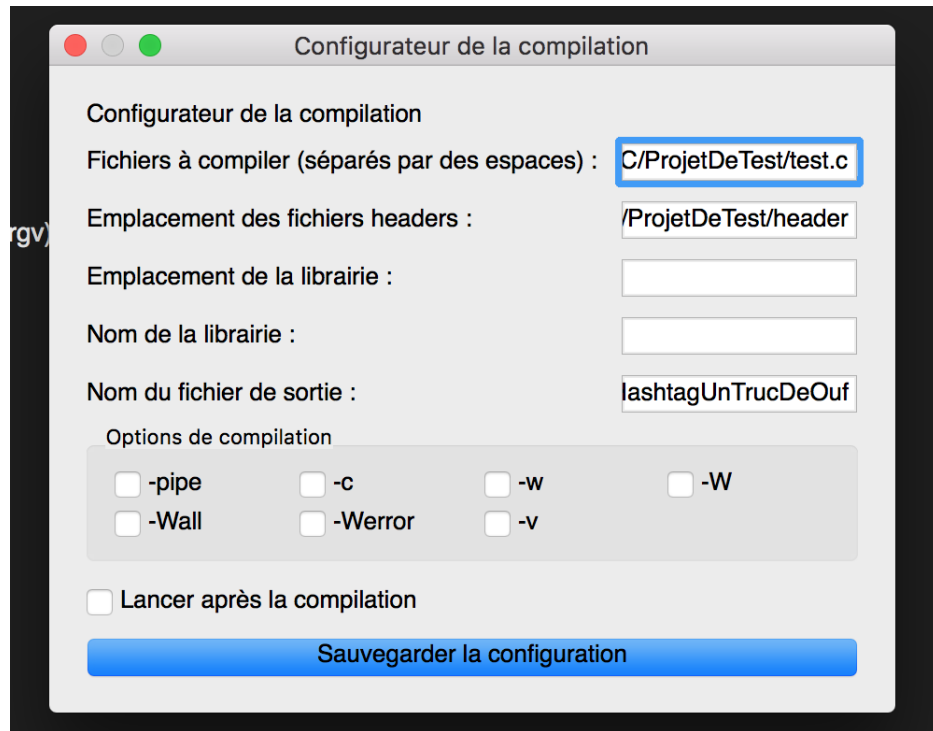 Configurateur de la compilation
Configurateur de la compilation
Fichiers à compiler (séparés par des espaces) : C/ProjetDeTest/test.c
Emplacement des fichiers headers : /ProjetDeTest/header
rgv)
Emplacement de la librairie :
Nom de la librairie :
Nom du fichier de sortie : lashtagUnTrucDeOuf
Options de compilation
-pipe -c -w -W
-Wall -Werror -v
Lancer après la compilation
Sauvegarder la configuration